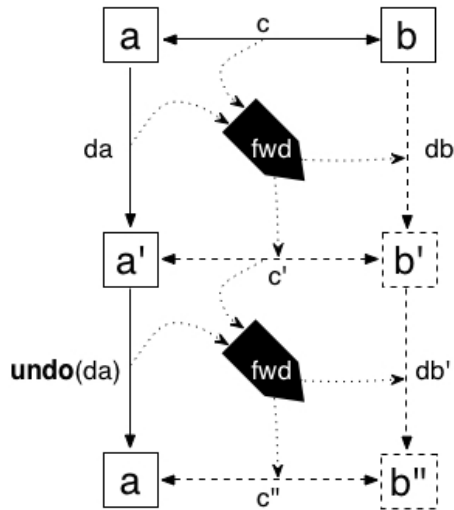 a c b
fwd
da db
a' b'
c'
fwd
undo(da) db'
a b"
c"